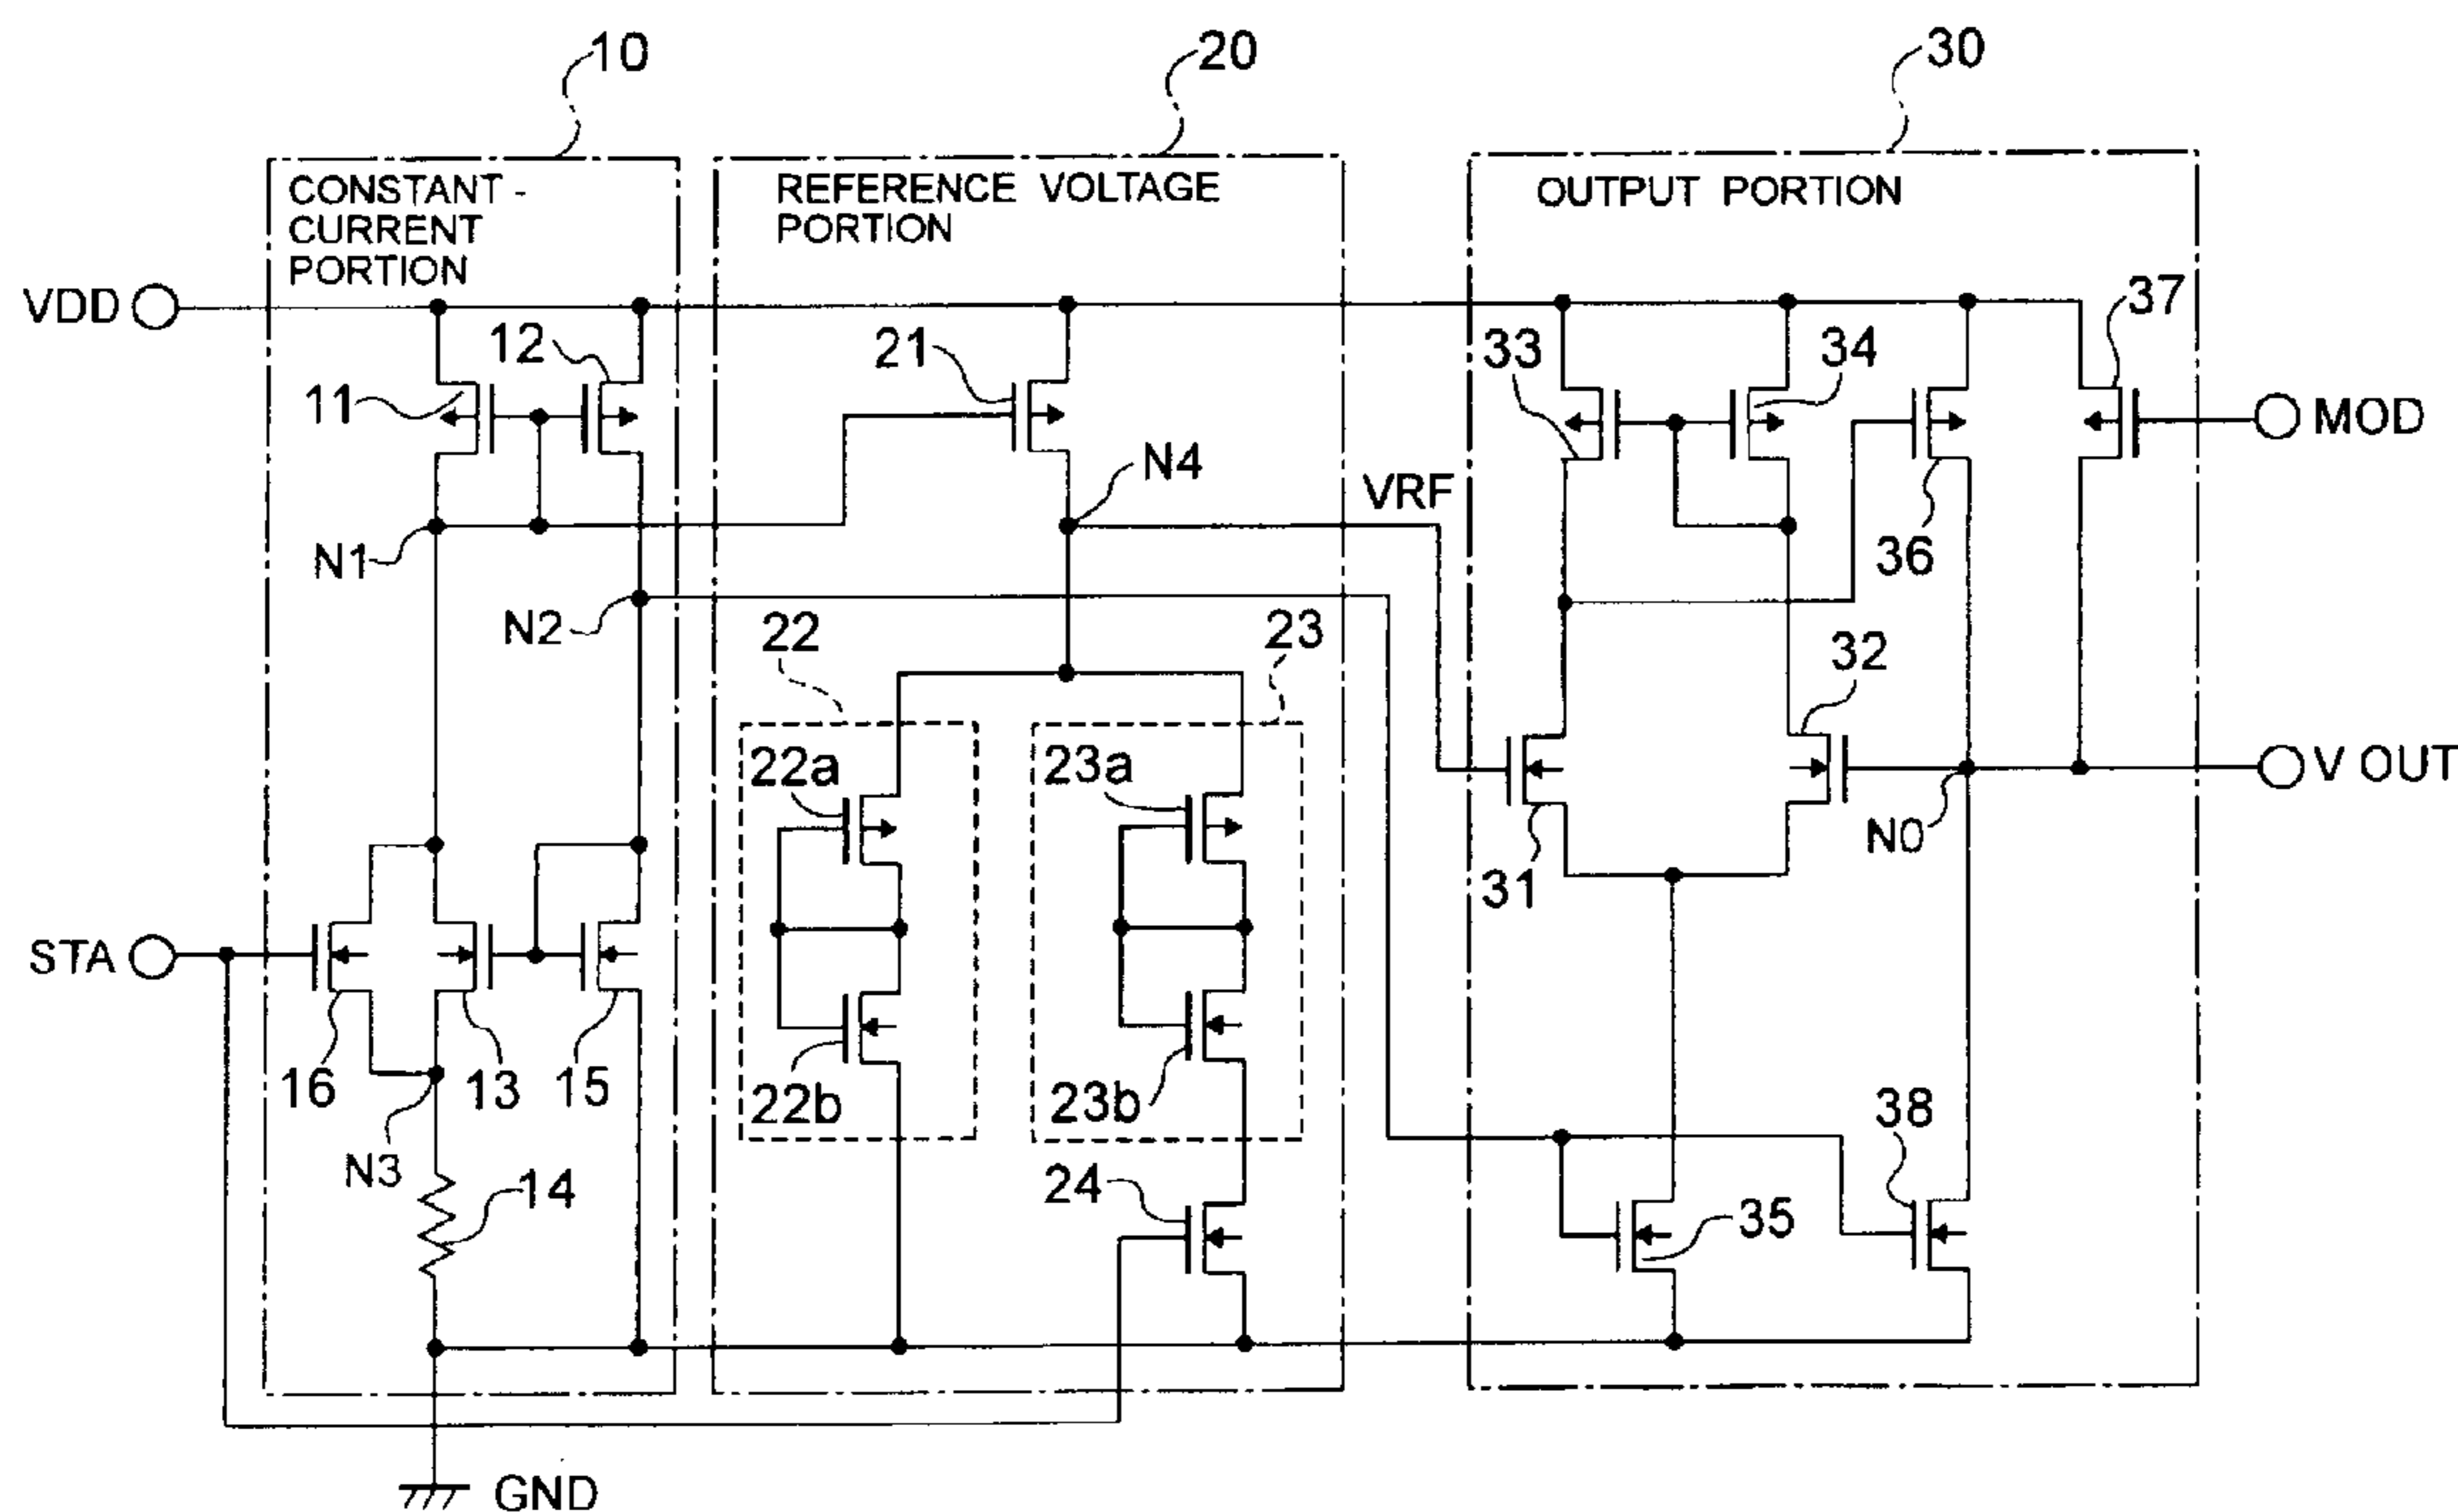 10
20
30
CONSTANT-
CURRENT
PORTION
REFERENCE VOLTAGE
PORTION
OUTPUT PORTION
VDD
11
12
21
33
34
37
MOD
N4
VRF
36
N1
N2
22
23
32
22a
23a
V OUT
N0
31
STA
16
13
15
22b
23b
38
N3
14
24
35
GND